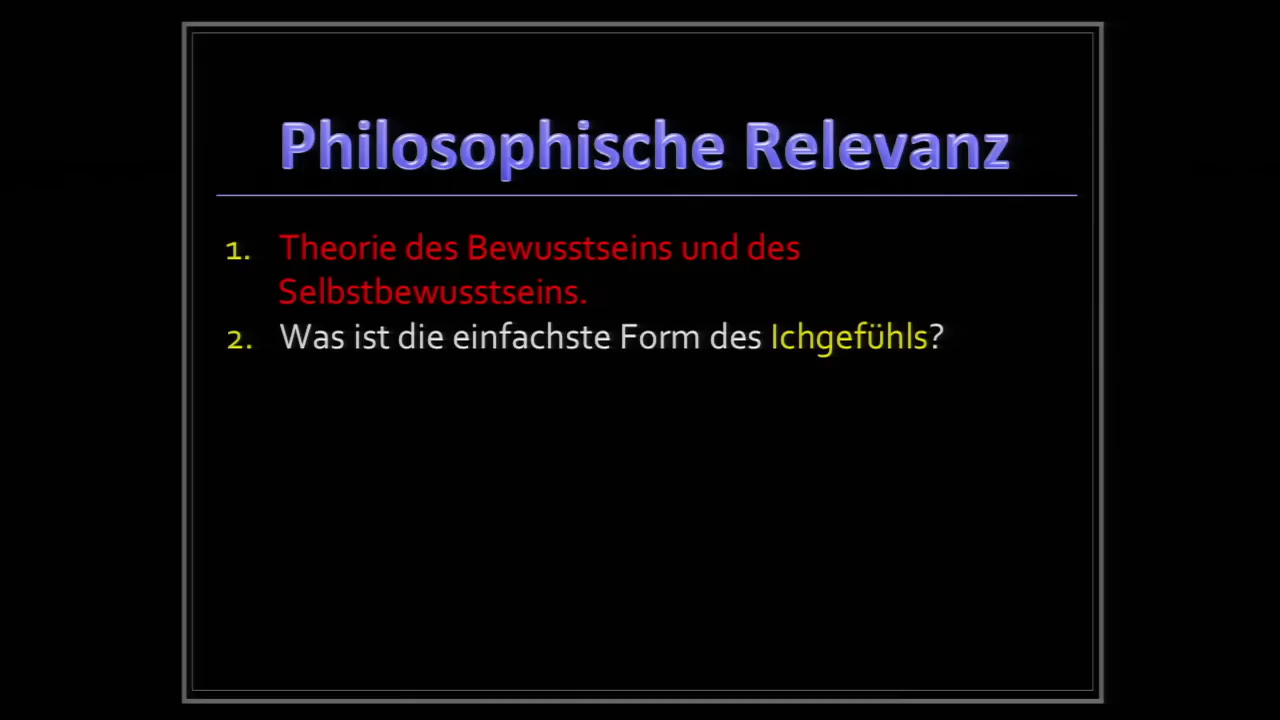 Philosophische Relevanz
1. Theorie des Bewusstseins und des
Selbstbewusstseins.
2. Was ist die einfachste Form des Ichgefühls?